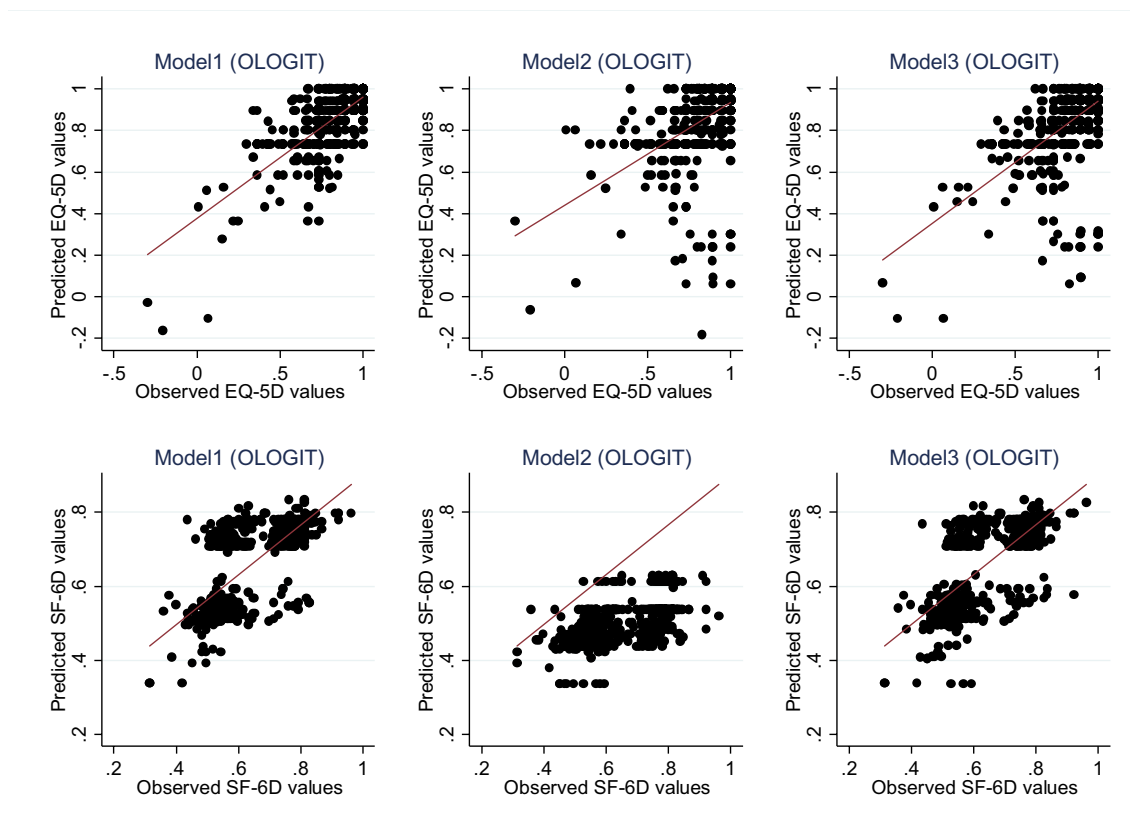 Model1 (OLOGIT) Model2 (OLOGIT) Model3 (OLOGIT)
Predicted EQ-5D values Predicted EQ-5D values Predicted EQ-5D values
1 1 1
.8 .8 .8
.6 .6 .6
.4 .4 .4
.2 .2 .2
0 0 0
-.2 -.2 -.2
-.5 0 .5 1 -.5 0 .5 1 -.5 0 .5 1
Observed EQ-5D values Observed EQ-5D values Observed EQ-5D values
Model1 (OLOGIT) Model2 (OLOGIT) Model3 (OLOGIT)
Predicted SF-6D values Predicted SF-6D values Predicted SF-6D values
.8 .8 .8
.6 .6 .6
.4 .4 .4
.2 .2 .2
.2 .4 .6 .8 1 .2 .4 .6 .8 1 .2 .4 .6 .8 1
Observed SF-6D values Observed SF-6D values Observed SF-6D values